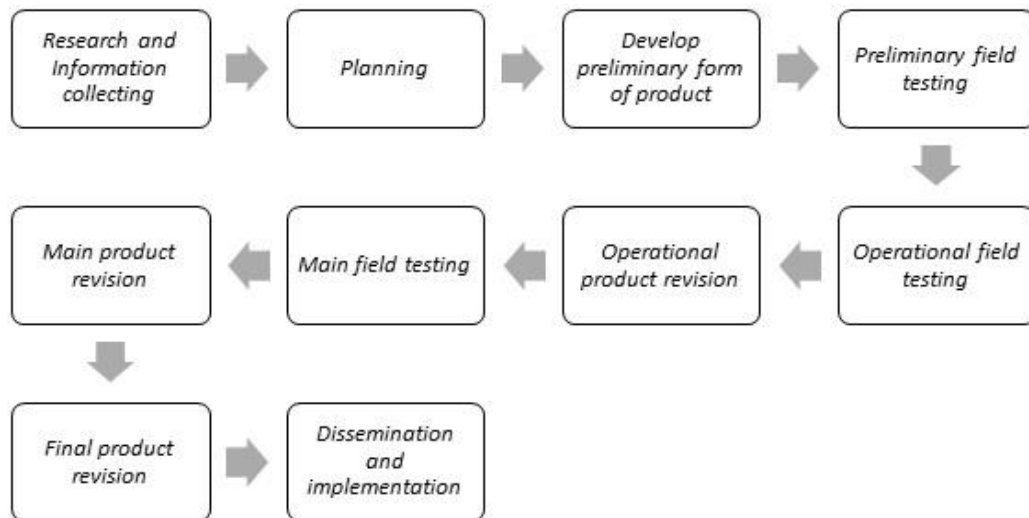 Research and
Information
collecting
Planning
Develop
preliminary form
of product
Preliminary field
testing
Operational field
testing
Operational
product revision
Main field testing
Main product
revision
Final product
revision
Dissemination
and
implementation